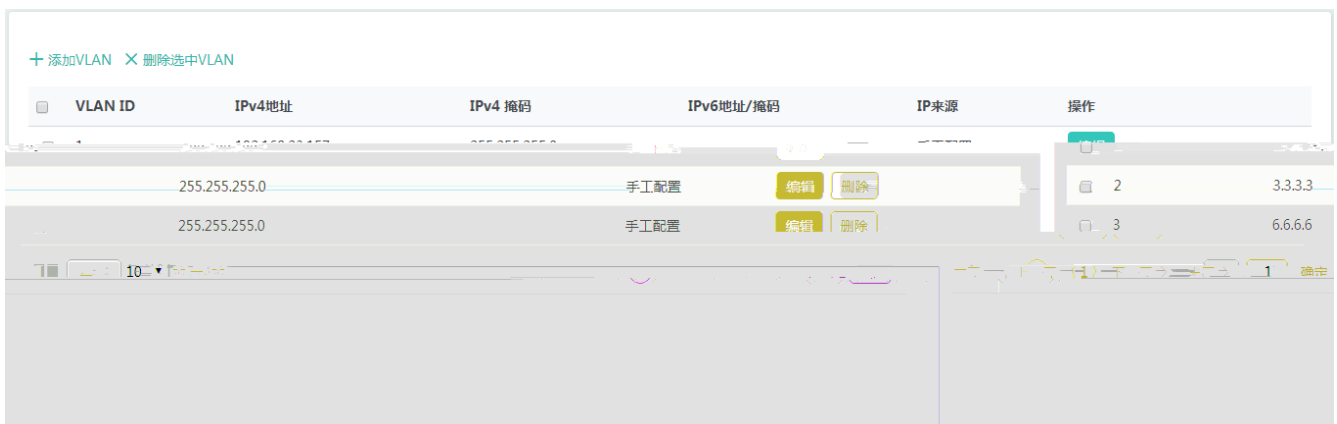 添加VLAN 删除选中VLAN
VLAN ID IPv4地址 IPv4 掩码 IPv6地址/掩码 IP来源 操作
255.255.255.0 手工配置 编辑 删除 2 3.3.3.3
255.255.255.0 手工配置 编辑 删除 3 6.6.6.6
10 1 确定